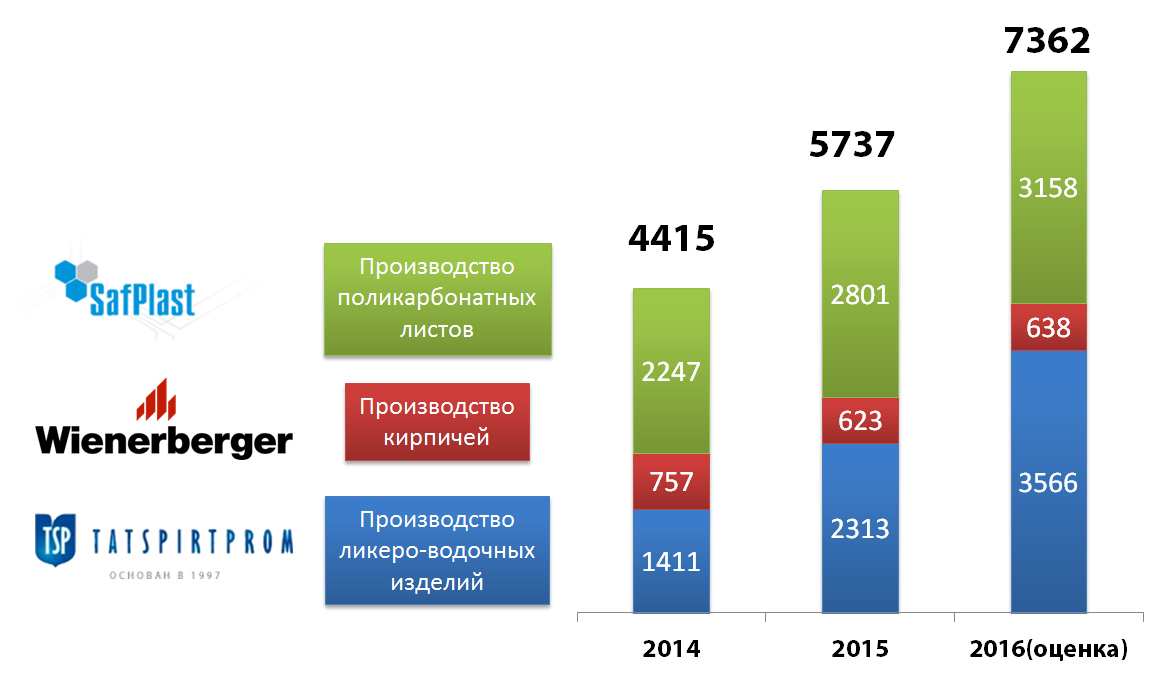 7362
5737
4415
3158
2801
2247
638
623
757
3566
2313
1411
SafPlast
Производство
поликарбонатных
листов
Wienerberger
Производство
кирпичей
TSP TATSPIRTPROM
ОСНОВАН В 1997
Производство
ликеро-водочных
изделий
2014 2015 2016(оценка)